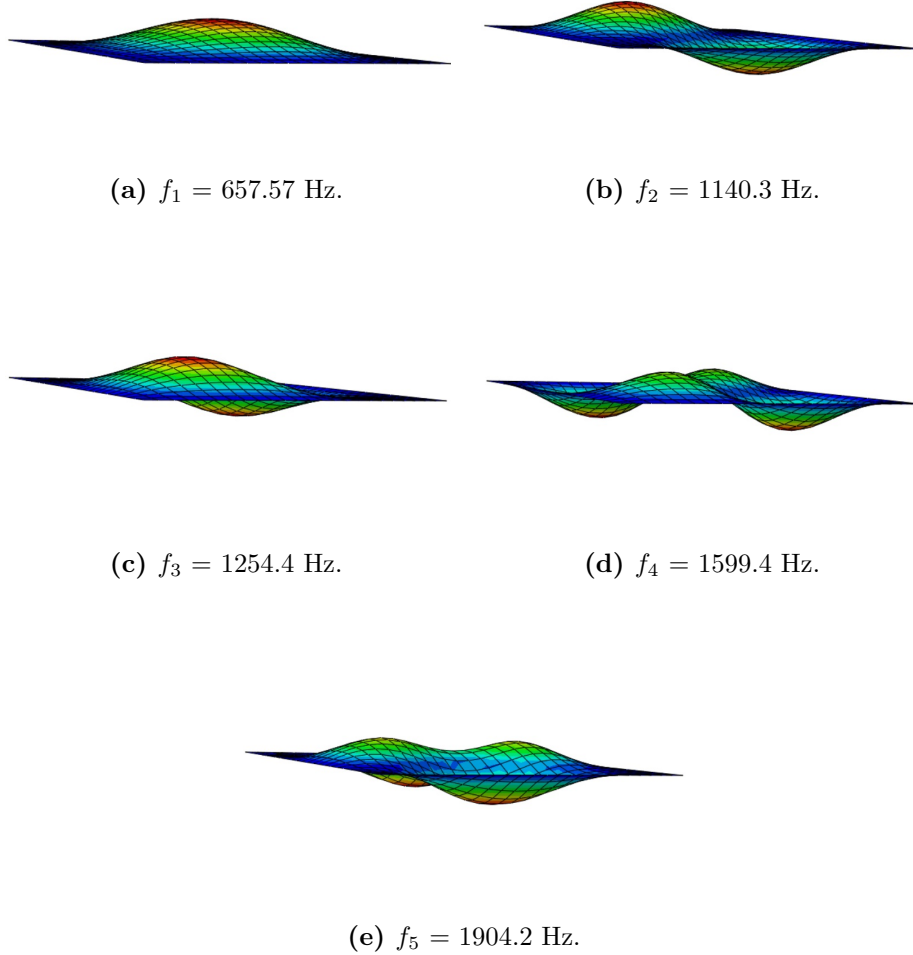 (a) f₁ = 657.57 Hz.
(b) f₂ = 1140.3 Hz.
(c) f₃ = 1254.4 Hz.
(d) f₄ = 1599.4 Hz.
(e) f₅ = 1904.2 Hz.